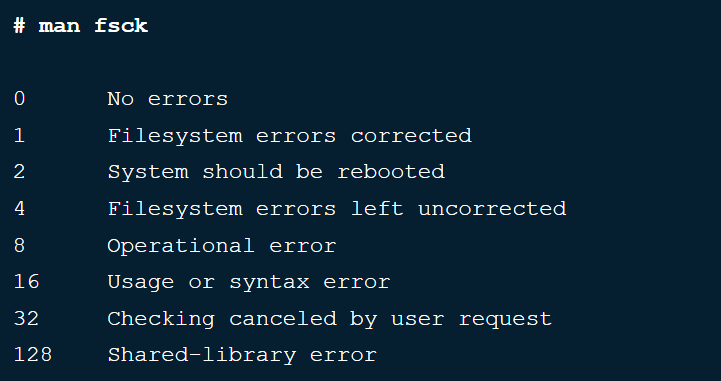 # man fsck
0 No errors
1 Filesystem errors corrected
2 System should be rebooted
4 Filesystem errors left uncorrected
8 Operational error
16 Usage or syntax error
32 Checking canceled by user request
128 Shared-library error